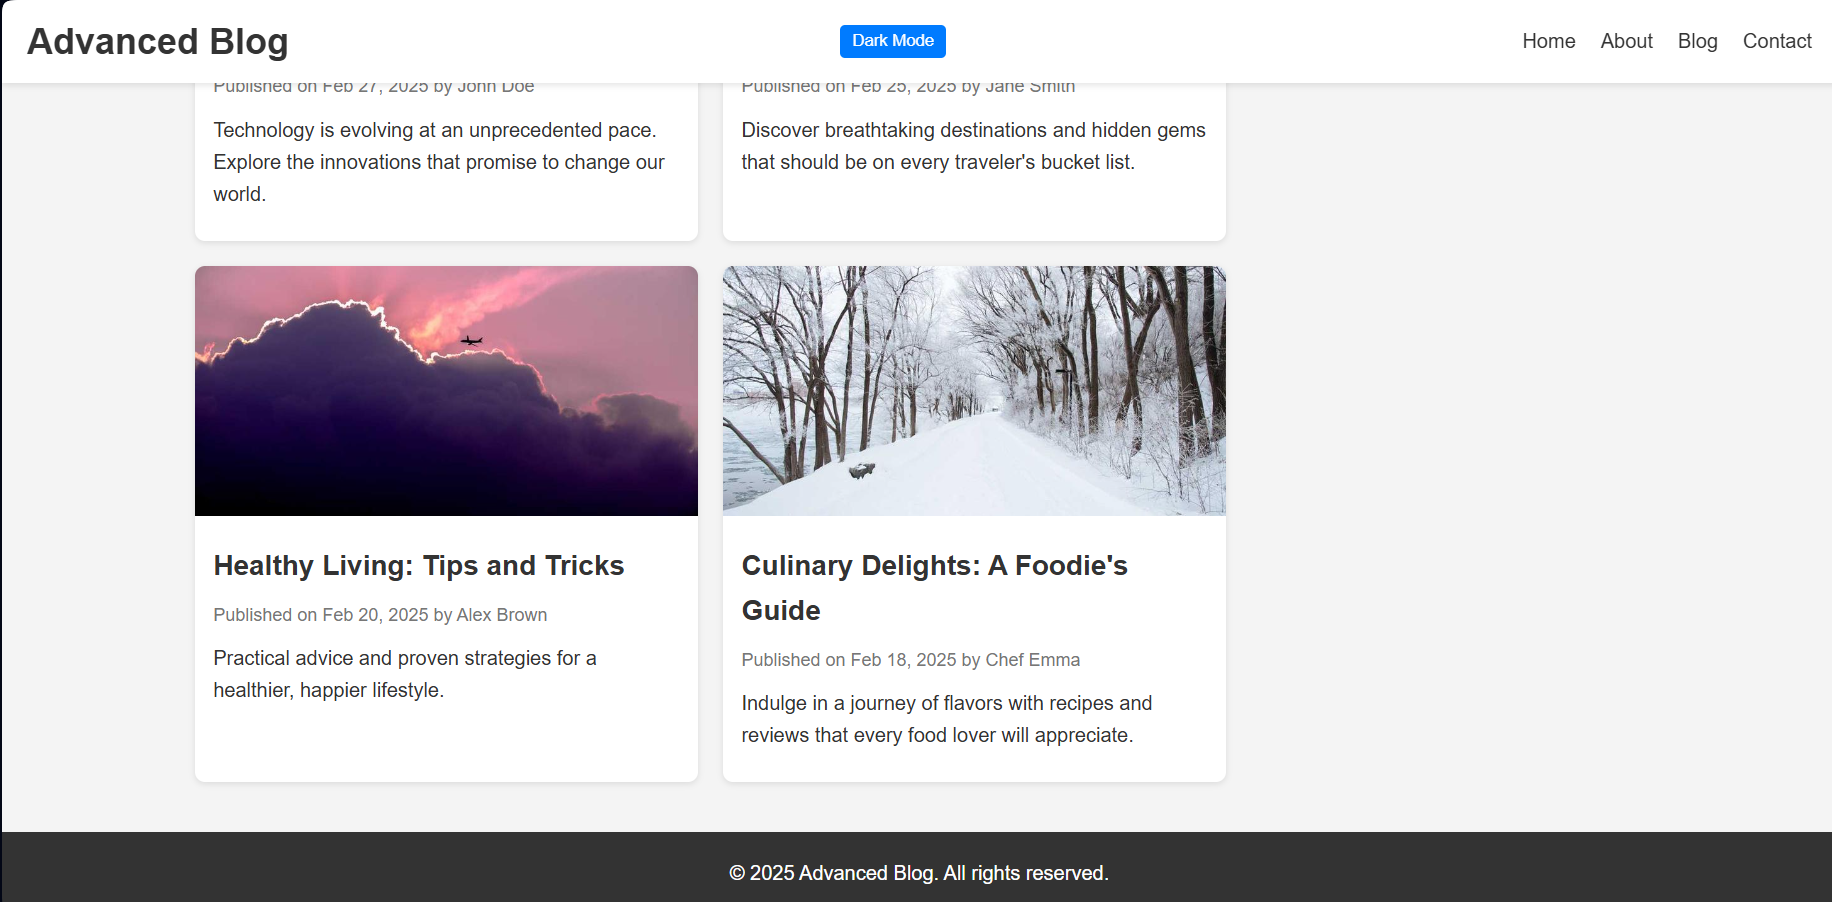 Advanced Blog
Dark Mode
Home About Blog Contact
Published on Feb 27, 2025 by John Doe
Technology is evolving at an unprecedented pace.
Explore the innovations that promise to change our
world.
Published on Feb 25, 2025 by Jane Smith
Discover breathtaking destinations and hidden gems
that should be on every traveler's bucket list.
Healthy Living: Tips and Tricks
Published on Feb 20, 2025 by Alex Brown
Practical advice and proven strategies for a
healthier, happier lifestyle.
Culinary Delights: A Foodie's
Guide
Published on Feb 18, 2025 by Chef Emma
Indulge in a journey of flavors with recipes and
reviews that every food lover will appreciate.
© 2025 Advanced Blog. All rights reserved.